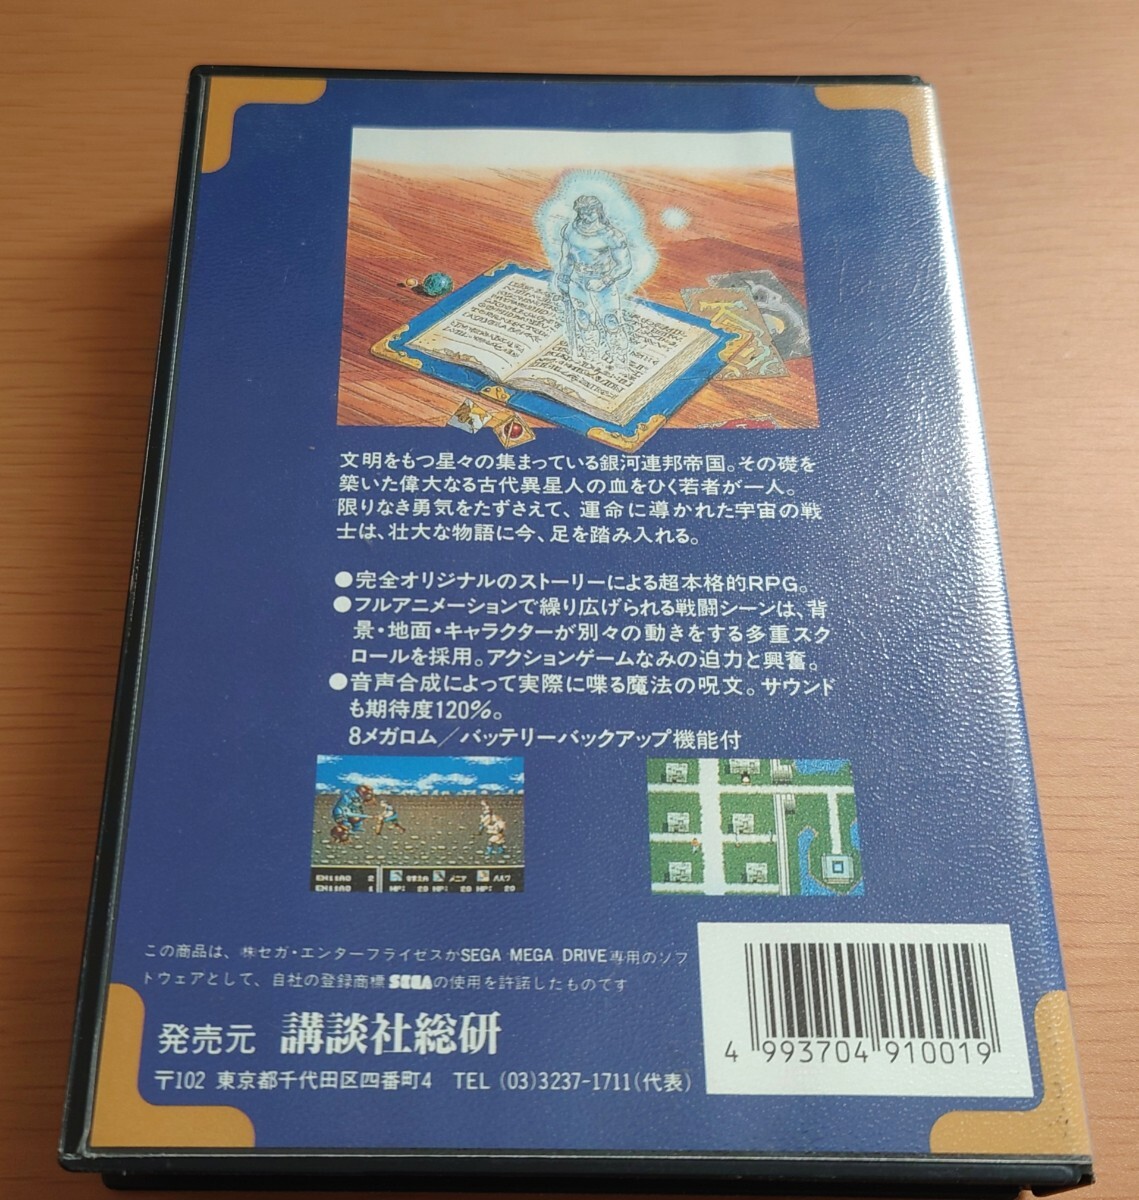 文明をもつ星々の集まっている銀河連邦帝国。その礎を
築いた偉大なる古代異星人の血をひく若者が一人。
限りなき勇気をたずさえて、運命に導かれた宇宙の戦
士は、壮大な物語に今、足を踏み入れる。
●完全オリジナルのストーリーによる超本格的RPG。
●フルアニメーションで繰り広げられる戦闘シーンは、背
景・地面・キャラクターが別々の動きをする多重スク
ロールを採用。アクションゲームなみの迫力と興奮。
●音声合成によって実際に喋る魔法の呪文。サウンド
も期待度120%。
8メガロム/バッテリーバックアップ機能付
メニア
HP: 20 HP: 20 HP: 20
この商品は、㈱セガ・エンタープライゼスがSEGA MEGA DRIVE専用のソフ
トウェアとして、自社の登録商標SEGAの使用を許諾したものです
発売元 講談社総研
〒102 東京都千代田区四番町4 TEL (03)3237-1711(代表)
4 993704 910019